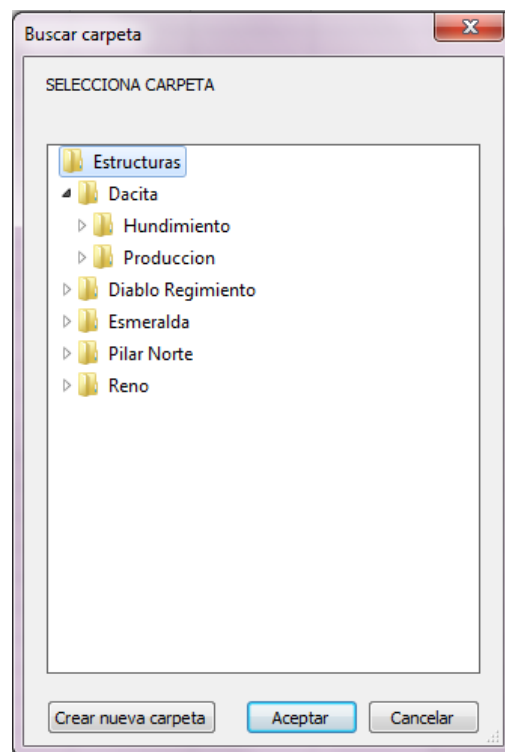 Buscar carpeta
SELECCIONA CARPETA
Estructuras
Dacita
Hundimiento
Produccion
Diablo Regimiento
Esmeralda
Pilar Norte
Reno
Crear nueva carpeta Aceptar Cancelar